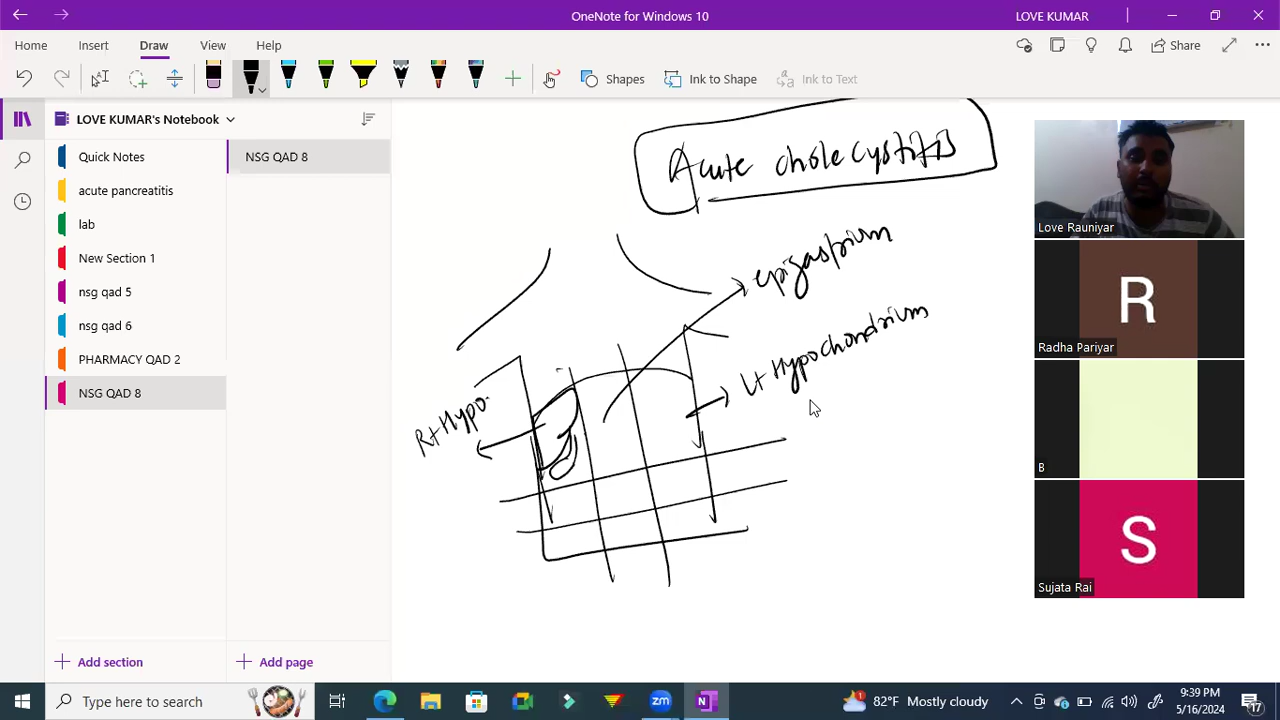 OneNote for Windows 10
LOVE KUMAR
Home Insert Draw View Help
Share
Shapes
Ink to Shape
Ink to Text
LOVE KUMAR's Notebook
Quick Notes
acute pancreatitis
lab
New Section 1
nsg qad 5
nsg qad 6
PHARMACY QAD 2
NSG QAD 8
Add section
NSG QAD 8
Add page
Acute cholecystitis
epigastrium
Lt Hypochondrium
Rt Hypo.
Love Rauniyar
R
Radha Pariyar
B
S
Sujata Rai
Type here to search
zm
N
1
82°F Mostly cloudy
9:39 PM
5/16/2024
17